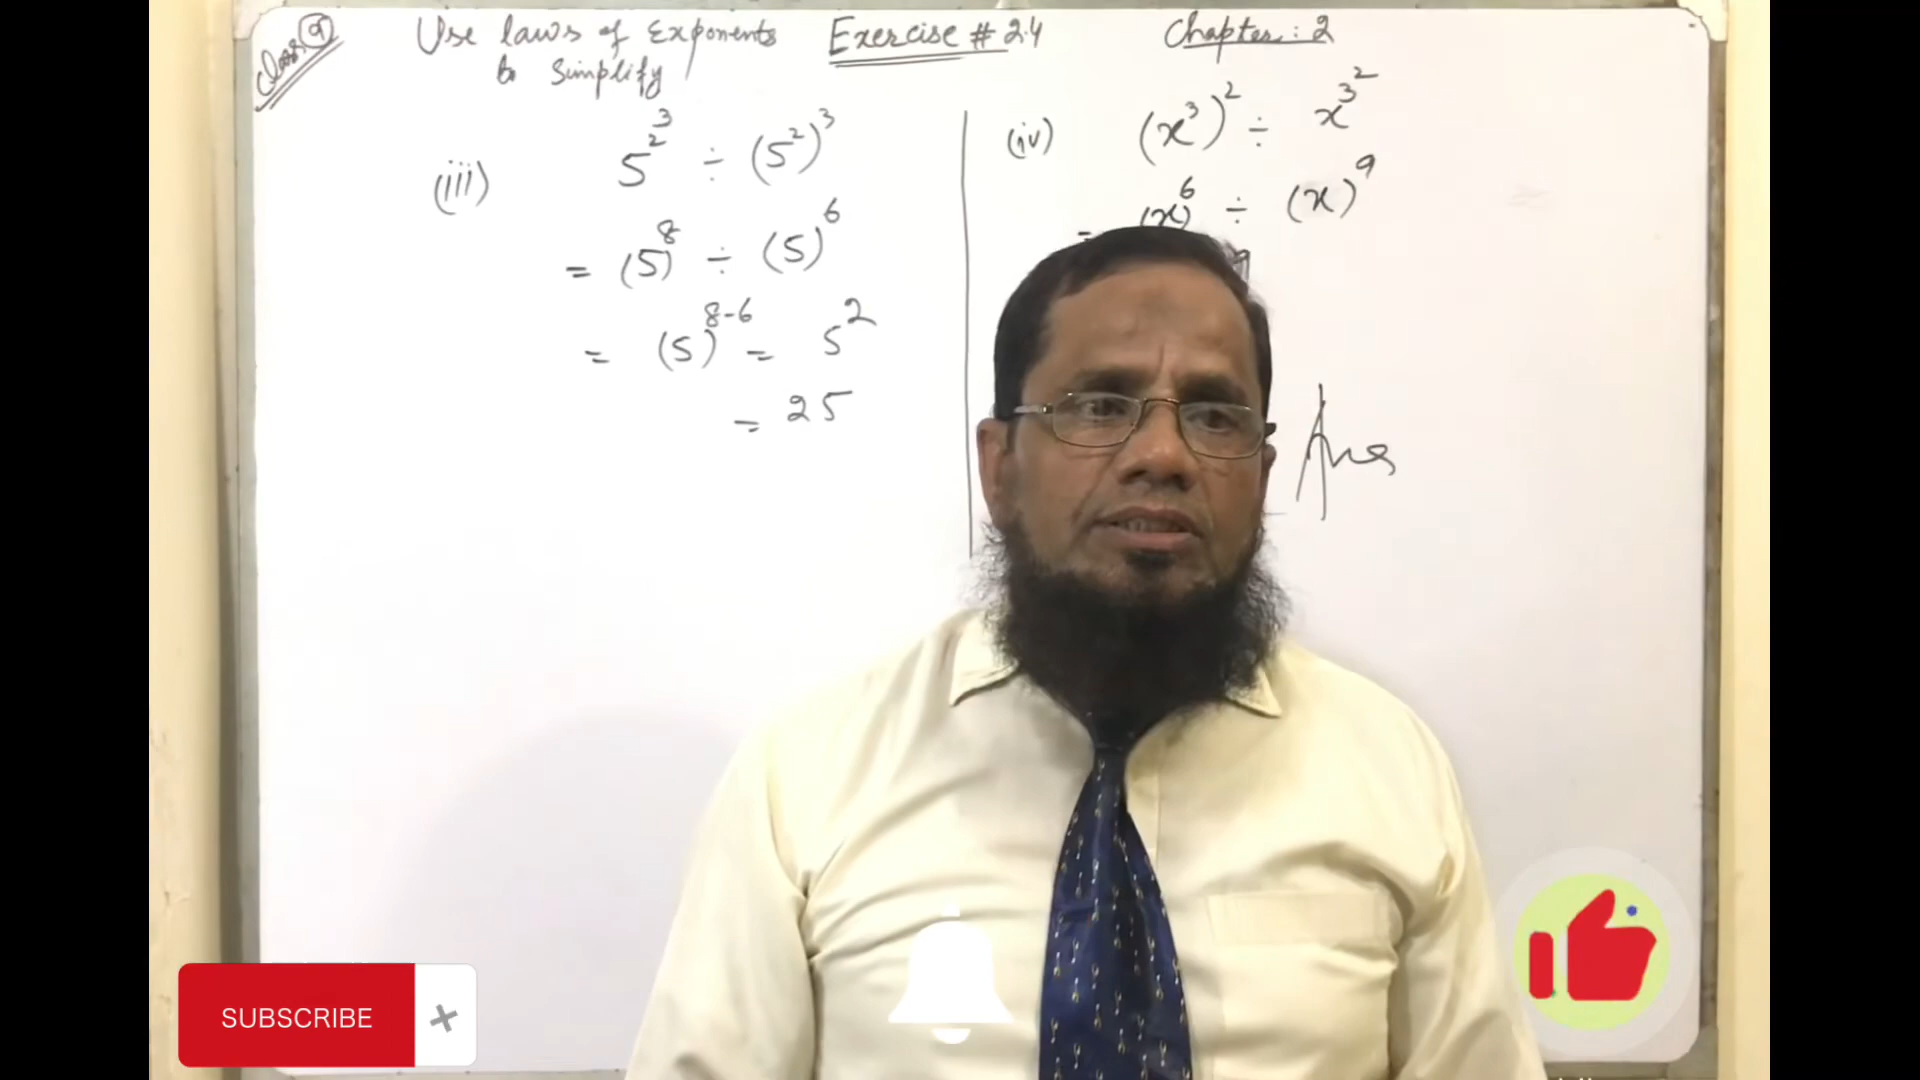 Class 9
Use laws of Exponents
to Simplify
Exercise # 2.4
Chapter : 2
(iii) 5^2^3 ÷ (5^2)^3
= (5)^8 ÷ (5)^6
= (5)^8-6 = 5^2
= 25
(iv) (x^3)^2 ÷ x^3^2
= (x)^6 ÷ (x)^9
9
Ans
SUBSCRIBE +